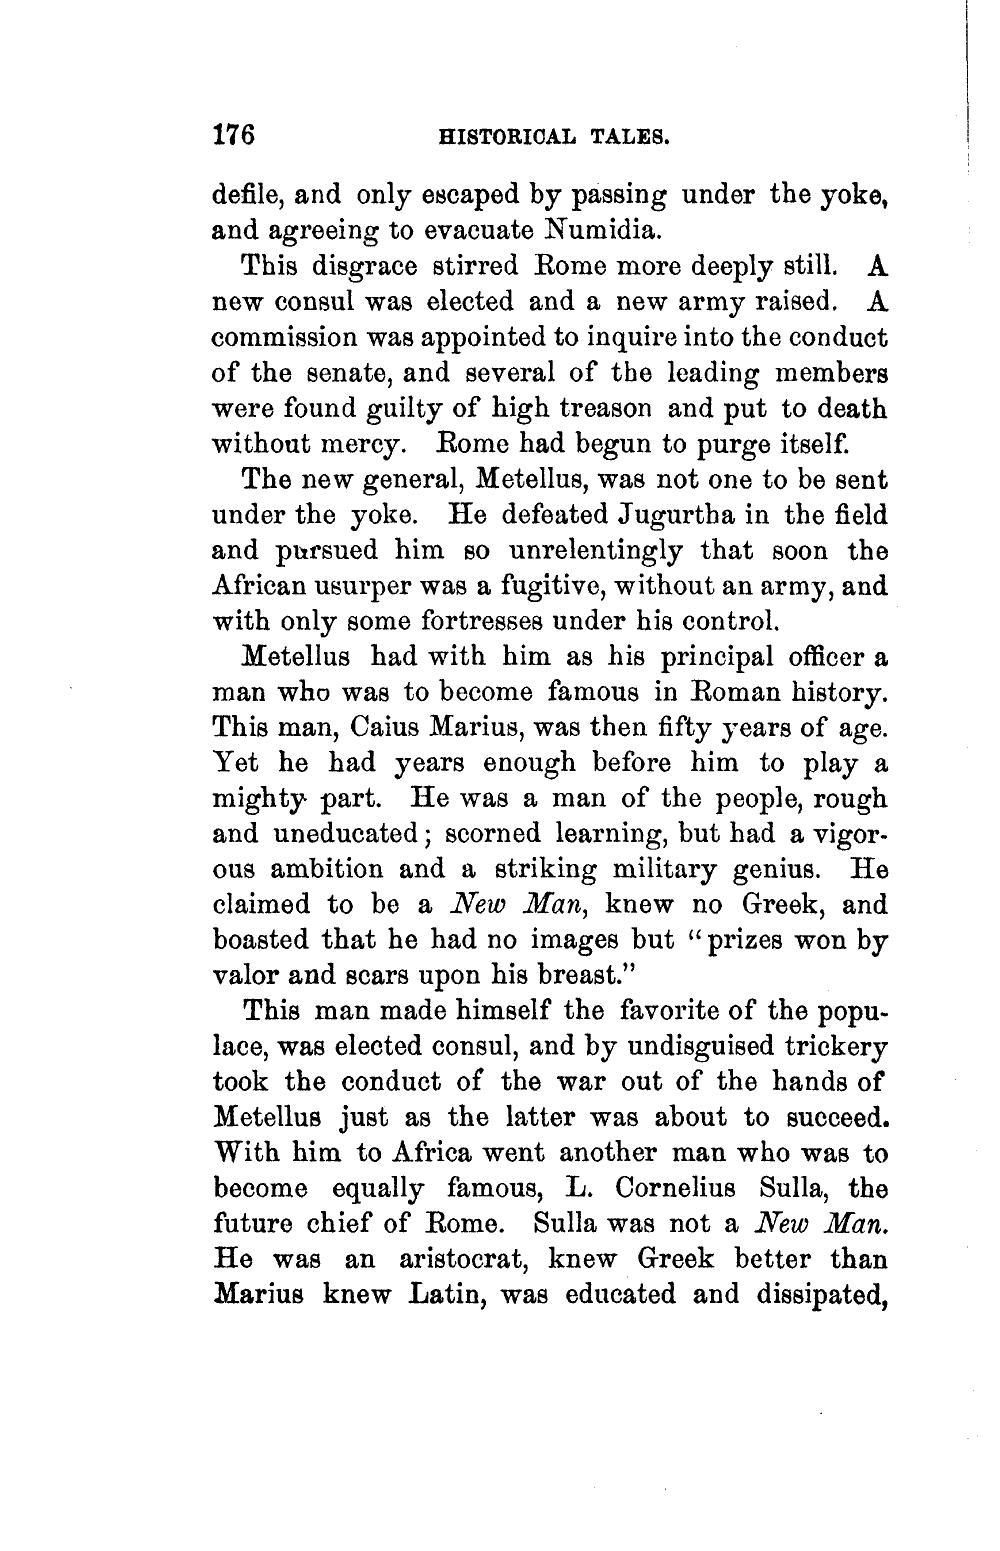 176 HISTORICAL TALES.
defile, and only escaped by passing under the yoke,
and agreeing to evacuate Numidia.
This disgrace stirred Rome more deeply still. A
new consul was elected and a new army raised. A
commission was appointed to inquire into the conduct
of the senate, and several of the leading members
were found guilty of high treason and put to death
without mercy. Rome had begun to purge itself.
The new general, Metellus, was not one to be sent
under the yoke. He defeated Jugurtha in the field
and pursued him so unrelentingly that soon the
African usurper was a fugitive, without an army, and
with only some fortresses under his control.
Metellus had with him as his principal officer a
man who was to become famous in Roman history.
This man, Caius Marius, was then fifty years of age.
Yet he had years enough before him to play a
mighty part. He was a man of the people, rough
and uneducated; scorned learning, but had a vigor-
ous ambition and a striking military genius. He
claimed to be a New Man, knew no Greek, and
boasted that he had no images but “prizes won by
valor and scars upon his breast.”
This man made himself the favorite of the popu-
lace, was elected consul, and by undisguised trickery
took the conduct of the war out of the hands of
Metellus just as the latter was about to succeed.
With him to Africa went another man who was to
become equally famous, L. Cornelius Sulla, the
future chief of Rome. Sulla was not a New Man.
He was an aristocrat, knew Greek better than
Marius knew Latin, was educated and dissipated,